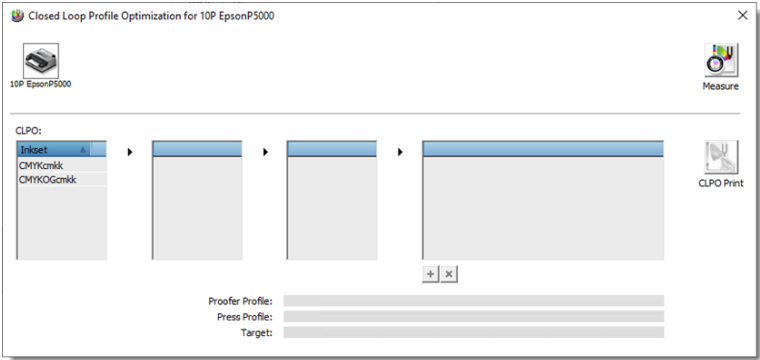 Closed Loop Profile Optimization for 10P EpsonP5000
10P EpsonP5000
Measure
CLPO:
Inkset
CMYKcmkk
CMYKOGcmkk
CLPO Print
Proofer Profile:
Press Profile:
Target: